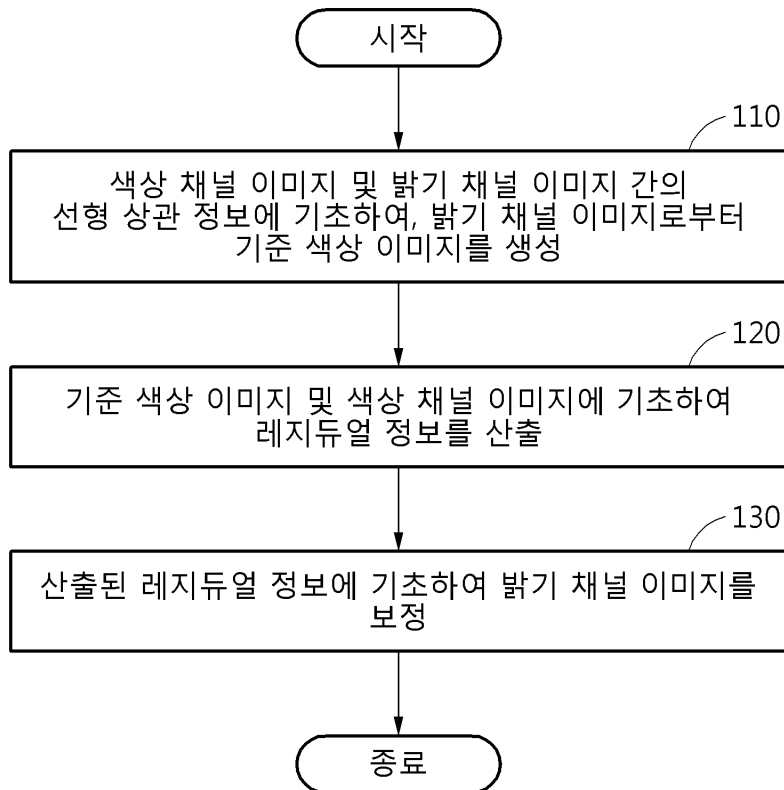 시작
110
색상 채널 이미지 및 밝기 채널 이미지 간의
선형 상관 정보에 기초하여, 밝기 채널 이미지로부터
기준 색상 이미지를 생성
120
기준 색상 이미지 및 색상 채널 이미지에 기초하여
레지듀얼 정보를 산출
130
산출된 레지듀얼 정보에 기초하여 밝기 채널 이미지를
보정
종료